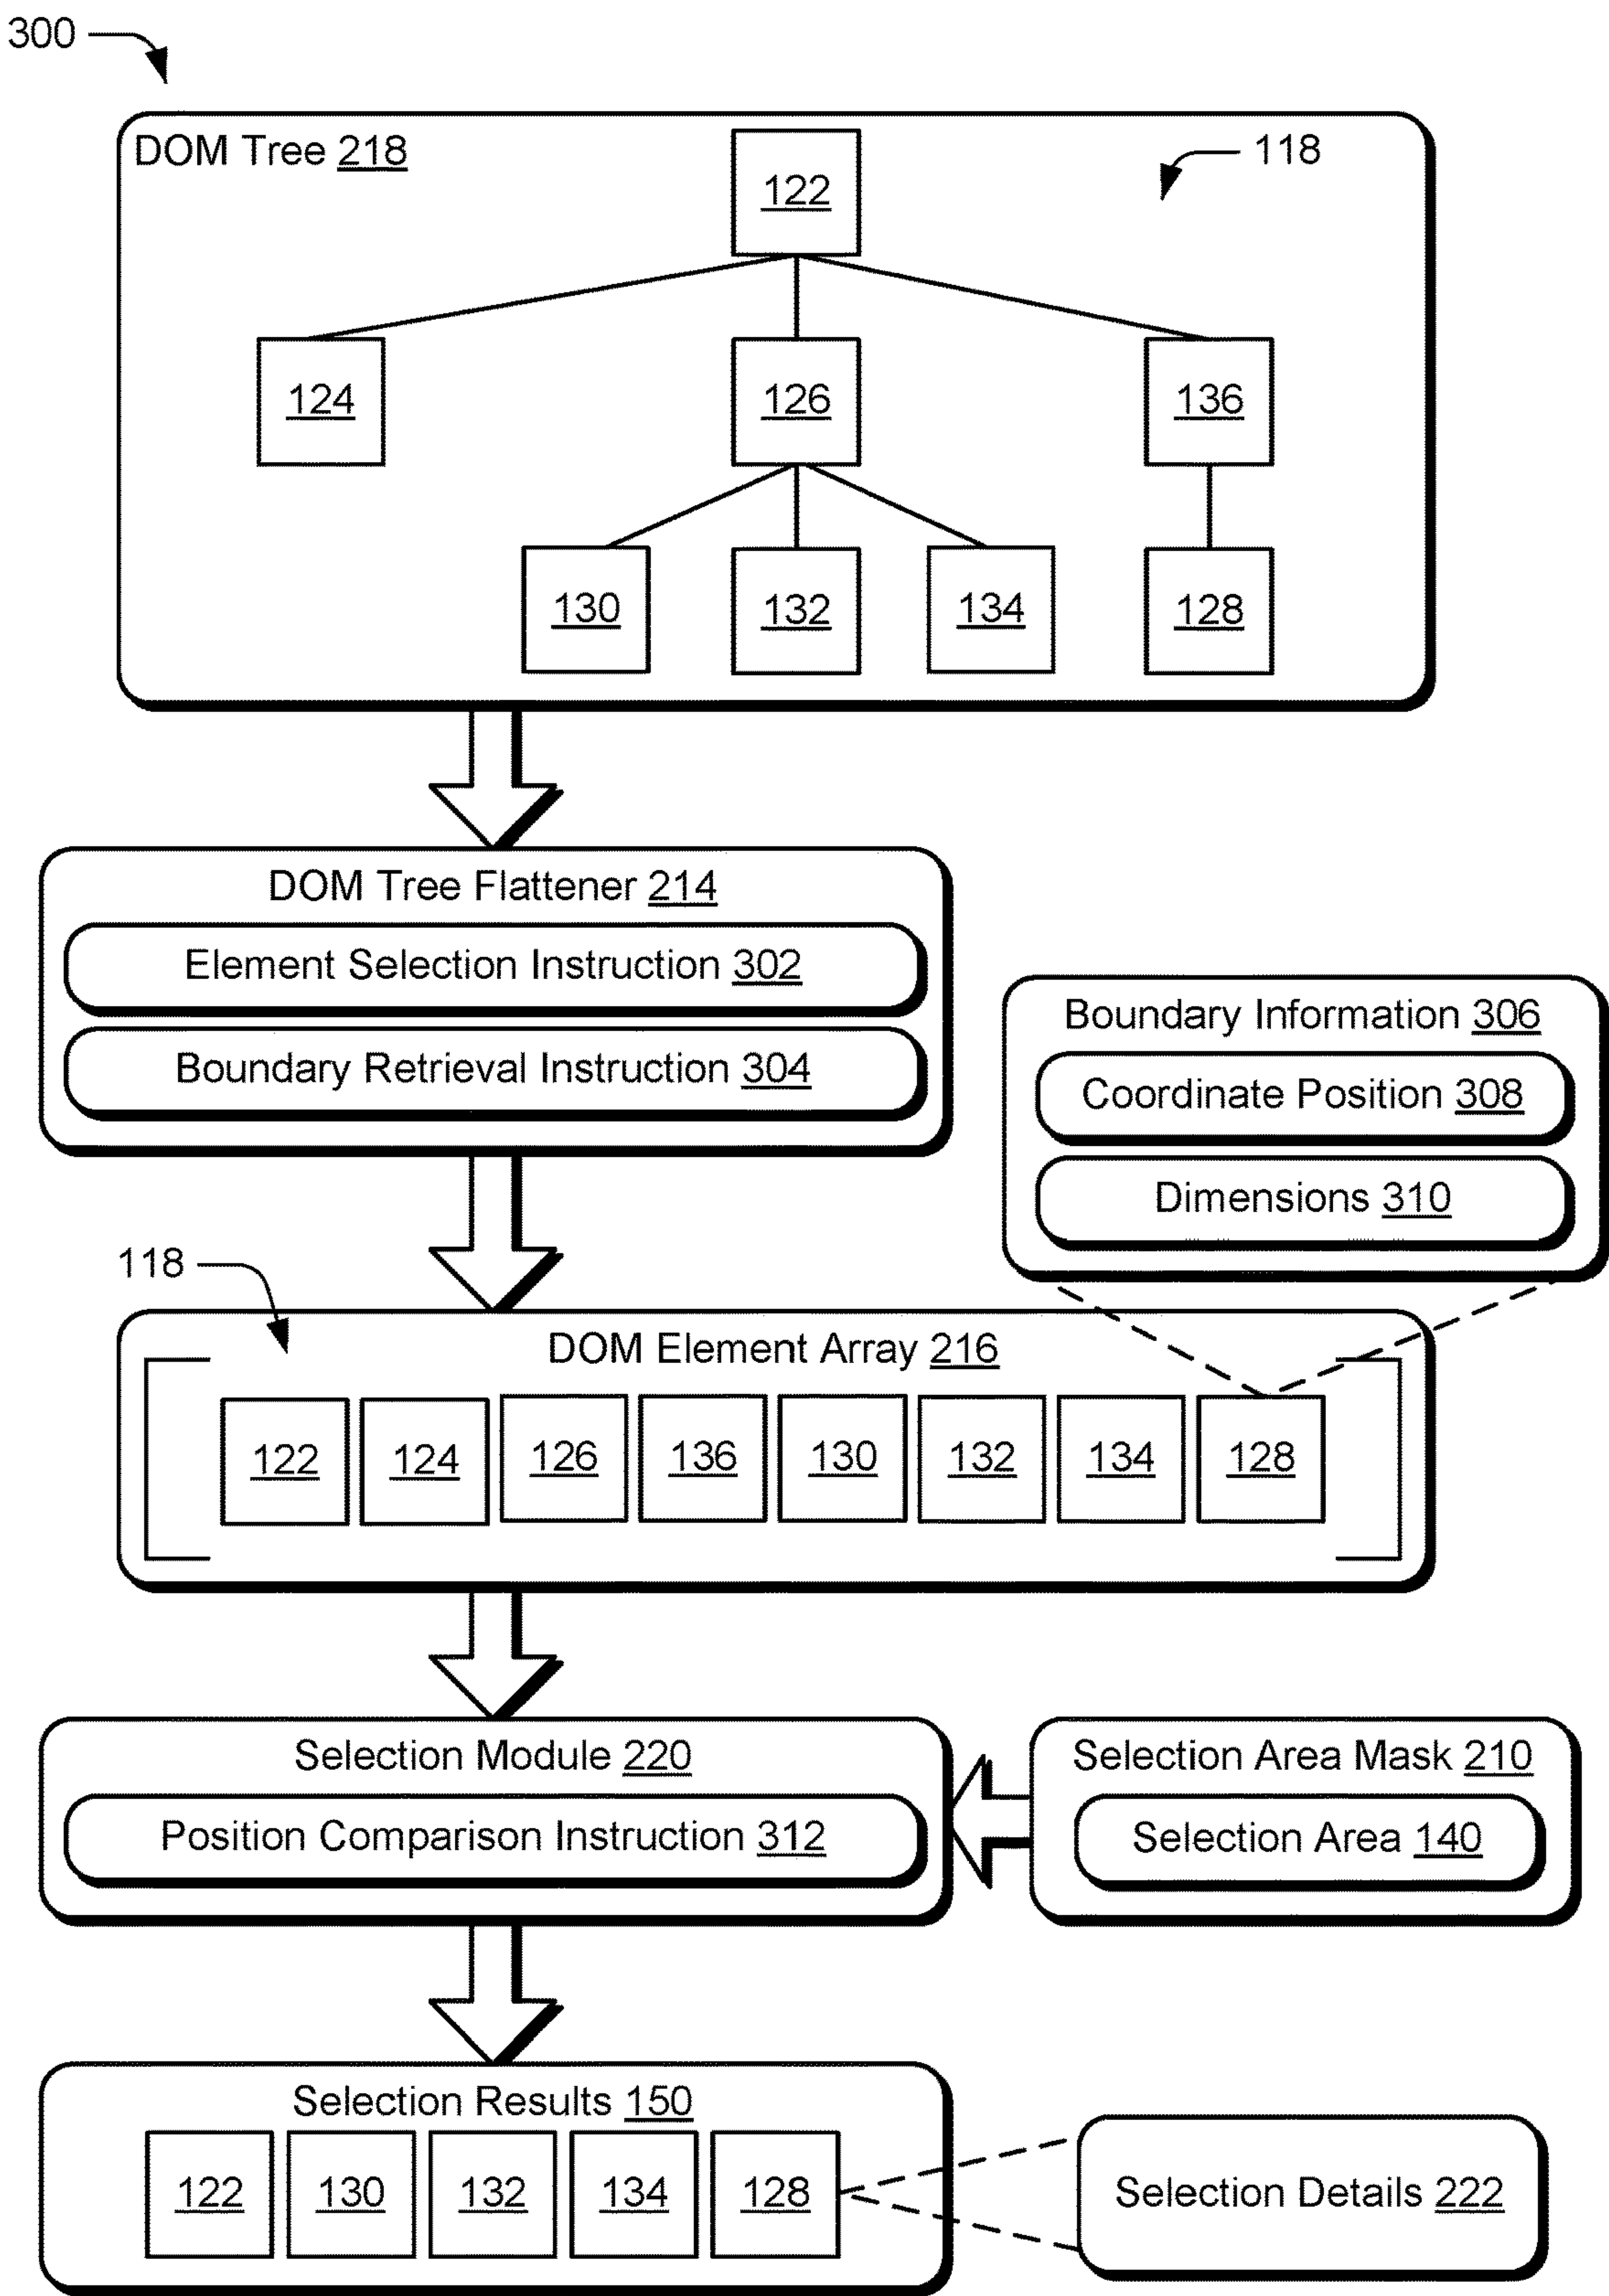 300
DOM Tree 218
118
122
124
126
136
130
132
134
128
DOM Tree Flattener 214
Element Selection Instruction 302
Boundary Retrieval Instruction 304
Boundary Information 306
Coordinate Position 308
Dimensions 310
118
DOM Element Array 216
122 124 126 136 130 132 134 128
Selection Module 220
Position Comparison Instruction 312
Selection Area Mask 210
Selection Area 140
Selection Results 150
122 130 132 134 128
Selection Details 222